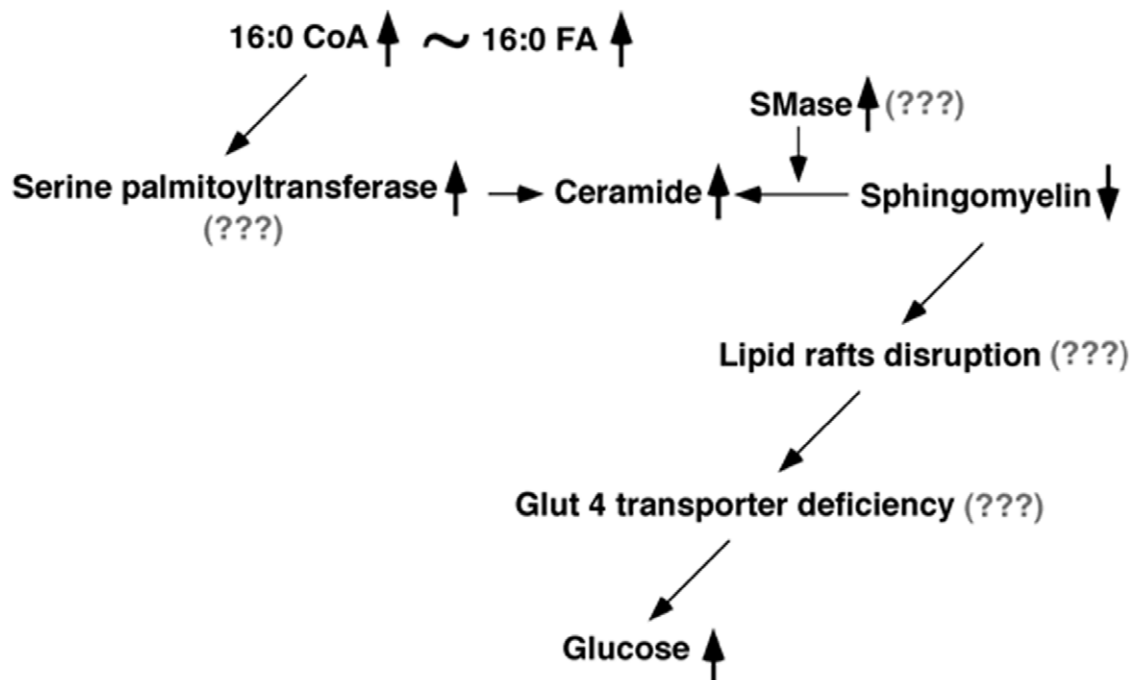 16:0 CoA ~ 16:0 FA
SMase (???)
Serine palmitoyltransferase Ceramide Sphingomyelin
(???)
Lipid rafts disruption (???)
Glut 4 transporter deficiency (???)
Glucose